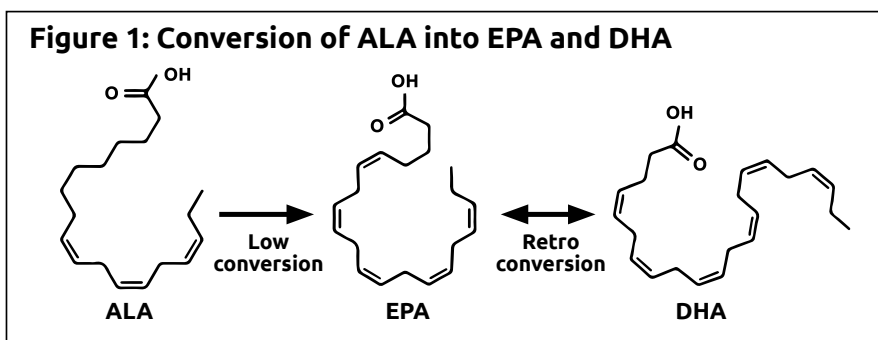 Figure 1: Conversion of ALA into EPA and DHA
OH
O
ALA
Low
conversion
OH
O
EPA
Retro
conversion
OH
O
DHA